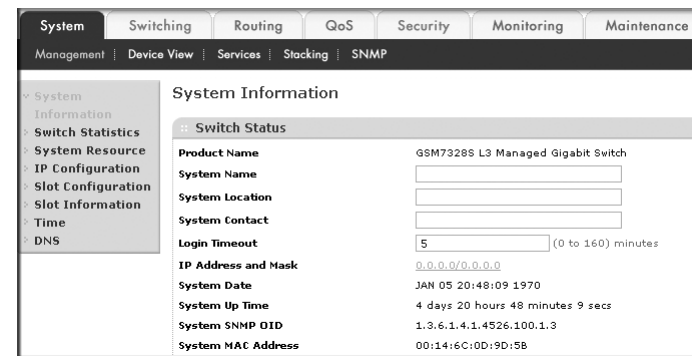 System Switching Routing QoS Security Monitoring Maintenance
Management Device View Services Stacking SNMP
System Information
Switch Statistics
System Resource
IP Configuration
Slot Configuration
Slot Information
Time
DNS
System Information
Switch Status
Product Name GSM7328S L3 Managed Gigabit Switch
System Name
System Location
System Contact
Login Timeout 5 (0 to 160) minutes
IP Address and Mask 0.0.0.0/0.0.0.0
System Date JAN 05 20:48:09 1970
System Up Time 4 days 20 hours 48 minutes 9 secs
System SNMP OID 1.3.6.1.4.1.4526.100.1.3
System MAC Address 00:14:6C:0D:9D:5B